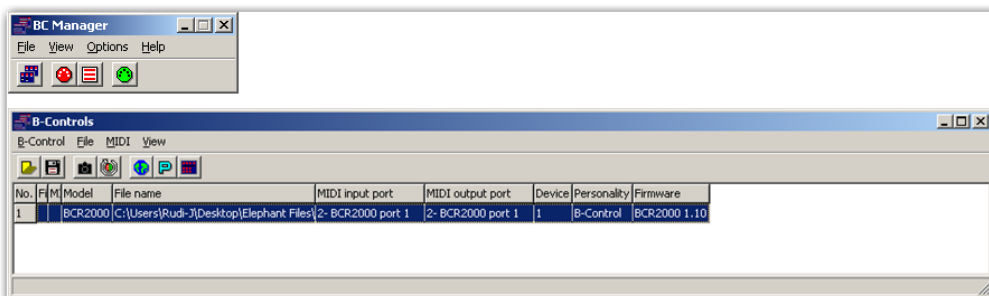 BC Manager
File View Options Help
B-Controls
B-Control File MIDI View
No. Fi M Model File name MIDI input port MIDI output port Device Personality Firmware
1 BCR2000 C:\Users\Rudi-J\Desktop\Elephant Files\ 2- BCR2000 port 1 2- BCR2000 port 1 1 B-Control BCR2000 1.10